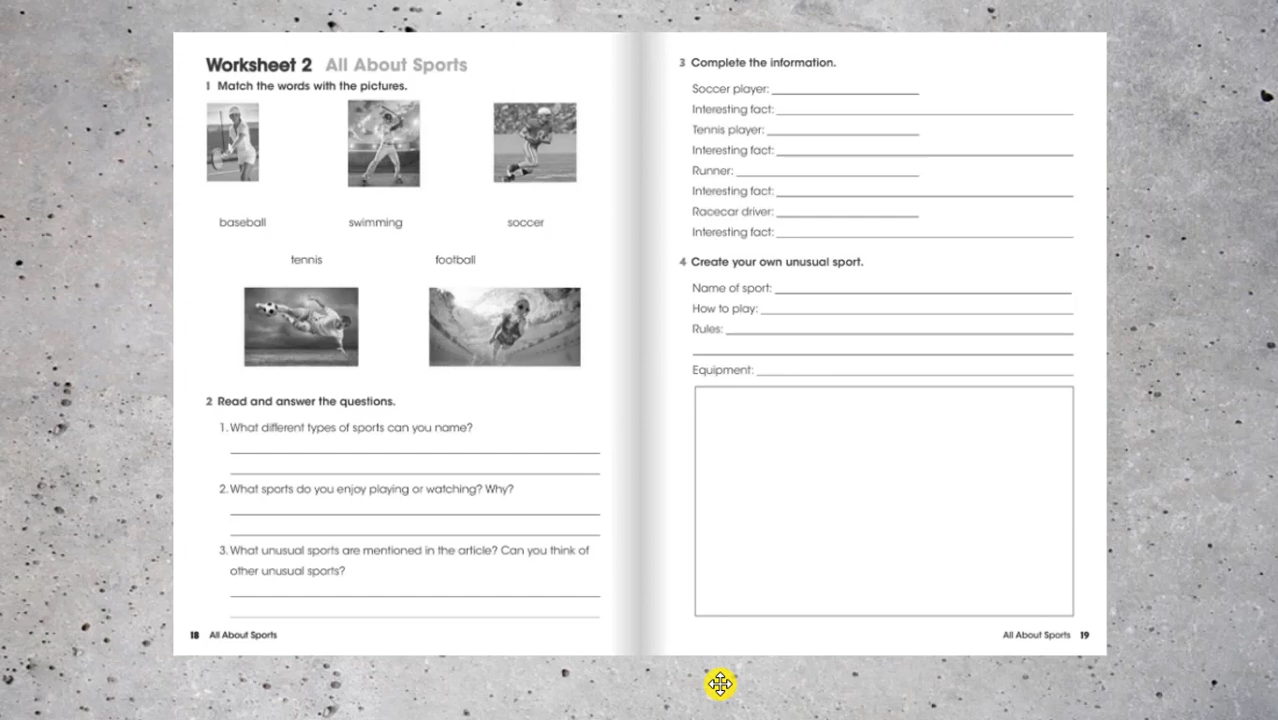 Worksheet 2 All About Sports
1 Match the words with the pictures.
baseball swimming soccer
tennis football
2 Read and answer the questions.
1. What different types of sports can you name?
2. What sports do you enjoy playing or watching? Why?
3. What unusual sports are mentioned in the article? Can you think of
other unusual sports?
18 All About Sports
3 Complete the information.
Soccer player:
Interesting fact:
Tennis player:
Interesting fact:
Runner:
Interesting fact:
Racecar driver:
Interesting fact:
4 Create your own unusual sport.
Name of sport:
How to play:
Rules:
Equipment:
All About Sports 19